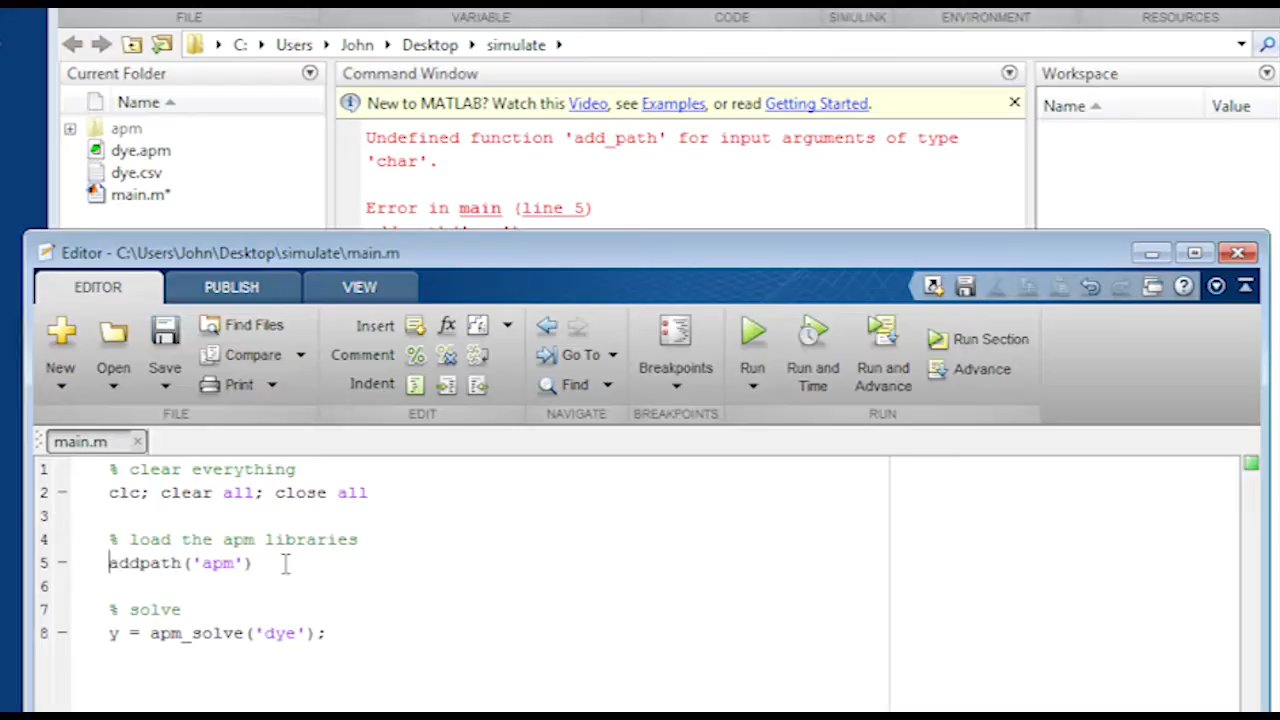 FILE VARIABLE CODE SIMULINK ENVIRONMENT RESOURCES
C: Users John Desktop simulate
Current Folder
Command Window
Workspace
Name
Name Value
New to MATLAB? Watch this Video, see Examples, or read Getting Started.
apm
dye.apm
dye.csv
main.m*
Undefined function 'add_path' for input arguments of type
'char'.
Error in main (line 5)
Editor - C:\Users\John\Desktop\simulate\main.m
EDITOR PUBLISH VIEW
New
Open
Save
Find Files
Compare
Print
FILE
Insert
Comment
Indent
EDIT
Go To
Find
NAVIGATE
Breakpoints
BREAKPOINTS
Run
Run and
Time
Run and
Advance
Run Section
Advance
RUN
main.m
1 % clear everything
2 – clc; clear all; close all
3
4 % load the apm libraries
5 – addpath('apm')
6
7 % solve
8 – y = apm_solve('dye');